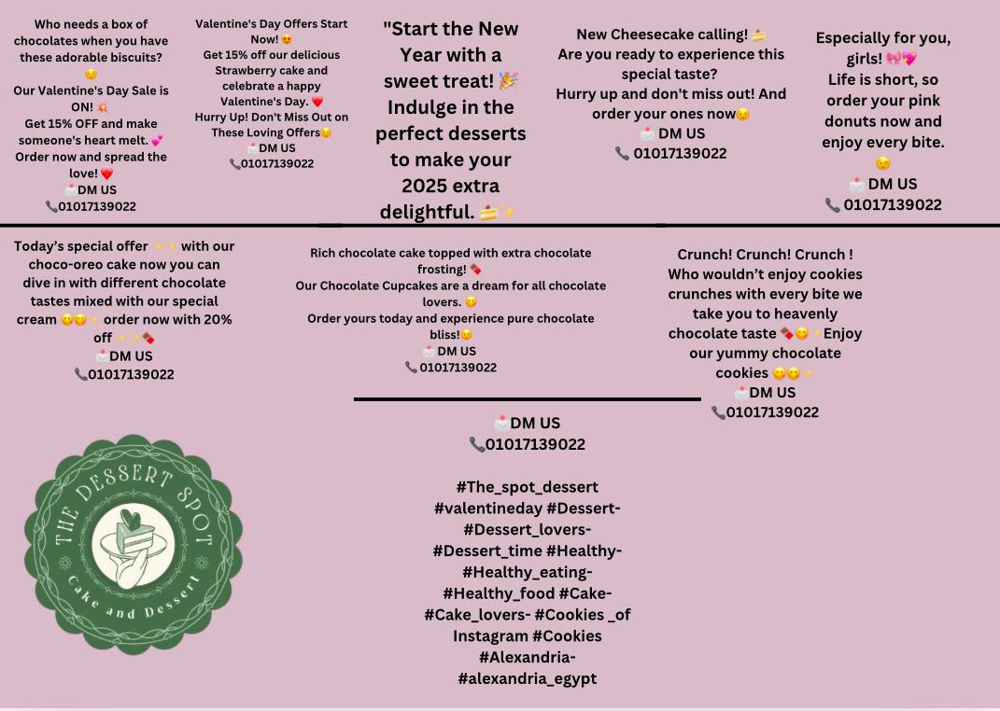 Who needs a box of
chocolates when you have
these adorable biscuits?
😏
Our Valentine's Day Sale is
ON! 💥
Get 15% OFF and make
someone's heart melt. 💕
Order now and spread the
love! ❤️
📩DM US
📞01017139022
Valentine's Day Offers Start
Now! 😍
Get 15% off our delicious
Strawberry cake and
celebrate a happy
Valentine's Day. ❤️
Hurry Up! Don't Miss Out on
These Loving Offers😉
📩DM US
📞01017139022
"Start the New
Year with a
sweet treat! 🎉
Indulge in the
perfect desserts
to make your
2025 extra
delightful. 🍰✨
New Cheesecake calling! 🍰
Are you ready to experience this
special taste?
Hurry up and don't miss out! And
order your ones now😉
📩DM US
📞 01017139022
Especially for you,
girls! 🎀💖
Life is short, so
order your pink
donuts now and
enjoy every bite.
😉
📩DM US
📞 01017139022
Today’s special offer ✨✨ with our
choco-oreo cake now you can
dive in with different chocolate
tastes mixed with our special
cream 😋😋✨ order now with 20%
off ✨✨🍫
📩DM US
📞01017139022
Rich chocolate cake topped with extra chocolate
frosting! 🍫
Our Chocolate Cupcakes are a dream for all chocolate
lovers. 😋
Order yours today and experience pure chocolate
bliss!😉
📩DM US
📞 01017139022
Crunch! Crunch! Crunch !
Who wouldn’t enjoy cookies
crunches with every bite we
take you to heavenly
chocolate taste 🍫😋✨Enjoy
our yummy chocolate
cookies 😋😋✨
📩DM US
📞01017139022
THE DESSERT SPOT
Cake and Dessert
📩DM US
📞01017139022
#The_spot_dessert
#valentineday #Dessert-
#Dessert_lovers-
#Dessert_time #Healthy-
#Healthy_eating-
#Healthy_food #Cake-
#Cake_lovers- #Cookies _of
Instagram #Cookies
#Alexandria-
#alexandria_egypt